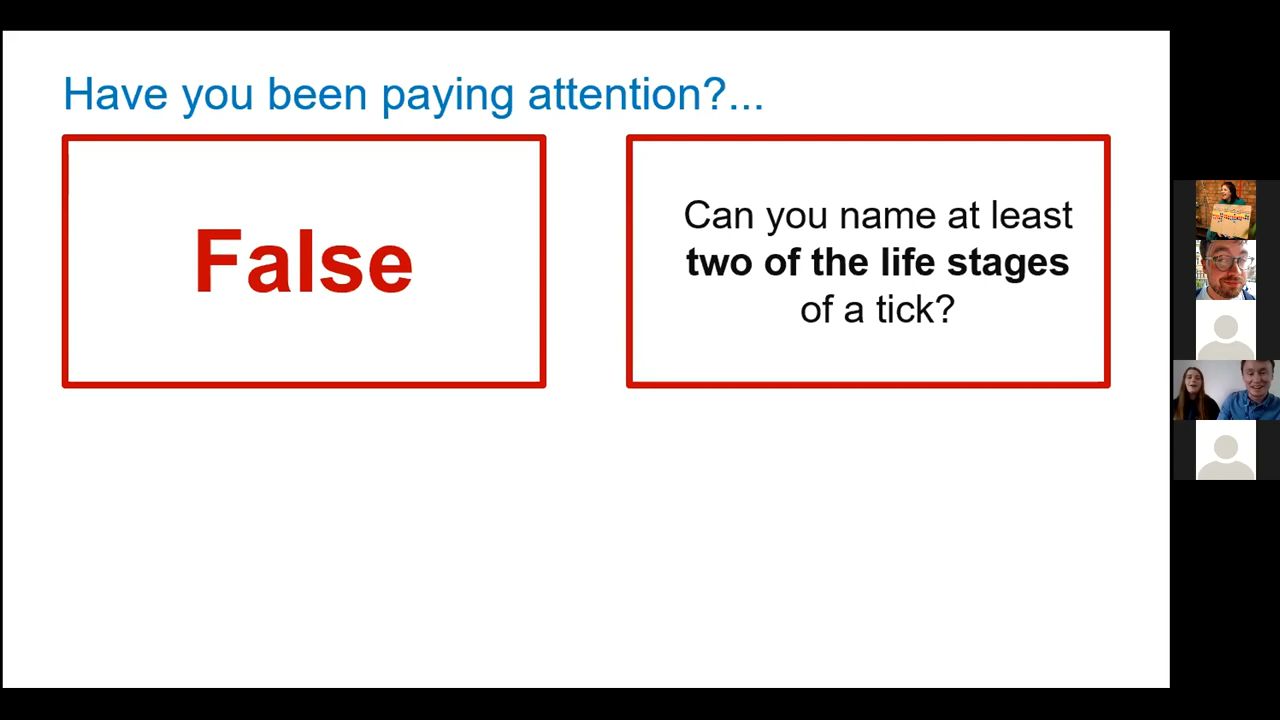 Have you been paying attention?...
False
Can you name at least
two of the life stages
of a tick?